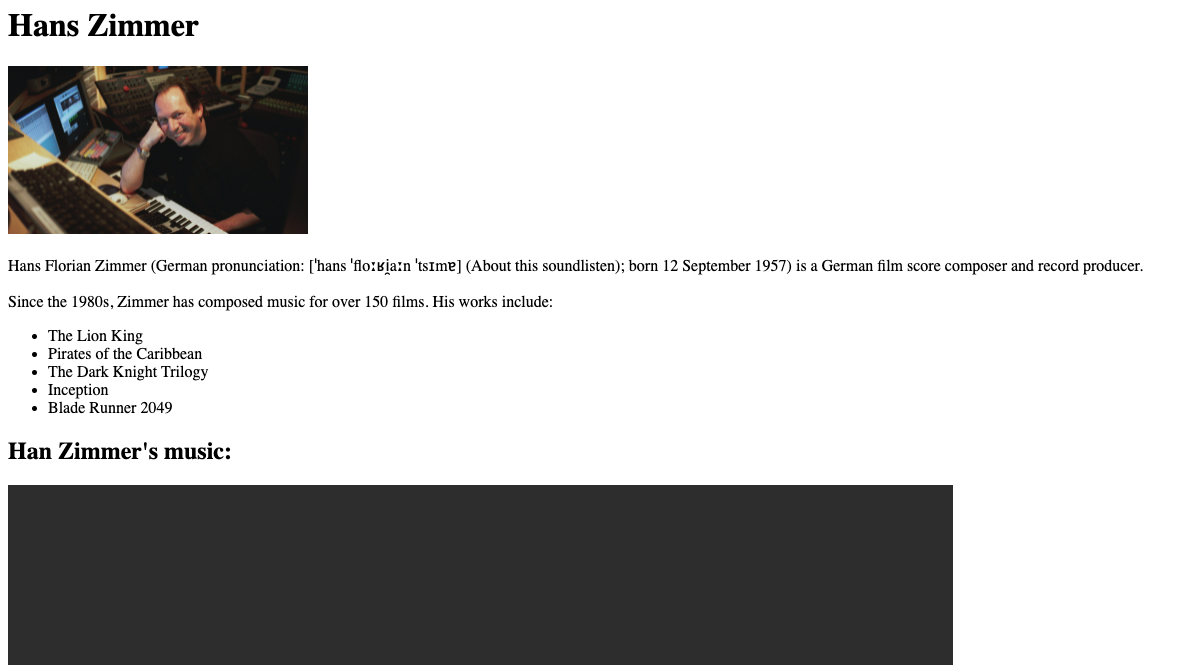 Hans Zimmer
Hans Florian Zimmer (German pronunciation: [ˈhans ˈfloːʁi̯aːn ˈtsɪmɐ] (About this soundlisten); born 12 September 1957) is a German film score composer and record producer.
Since the 1980s, Zimmer has composed music for over 150 films. His works include:
• The Lion King
• Pirates of the Caribbean
• The Dark Knight Trilogy
• Inception
• Blade Runner 2049
Han Zimmer's music: